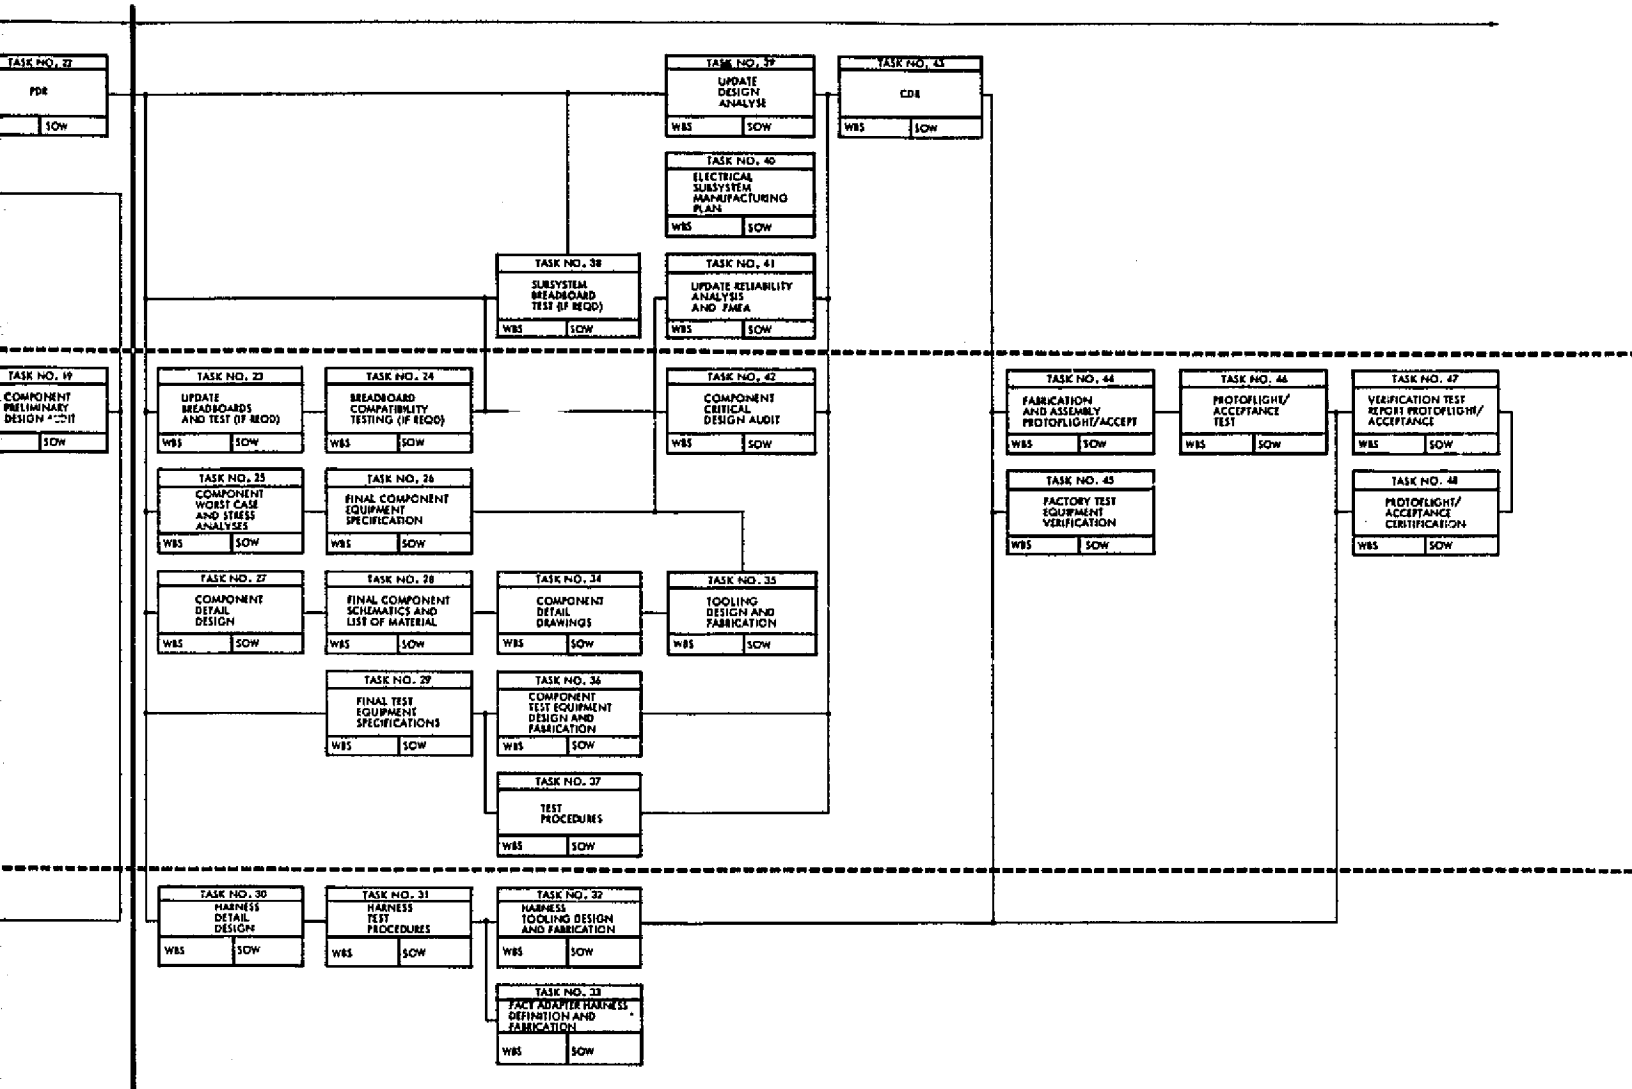 TASK NO. 22
PDR
SOW
TASK NO. 39
UPDATE
DESIGN
ANALYSE
WBS SOW
TASK NO. 43
CDR
WBS SOW
TASK NO. 40
ELECTRICAL
SUBSYSTEM
MANUFACTURING
PLAN
WBS SOW
TASK NO. 38
SUBSYSTEM
BREADBOARD
TEST (IF REQD)
WBS SOW
TASK NO. 41
UPDATE RELIABILITY
ANALYSIS
AND FMEA
WBS SOW
TASK NO. 19
COMPONENT
PRELIMINARY
DESIGN AUDIT
SOW
TASK NO. 23
UPDATE
BREADBOARDS
AND TEST (IF REQD)
WBS SOW
TASK NO. 24
BREADBOARD
COMPATIBILITY
TESTING (IF REQD)
WBS SOW
TASK NO. 42
COMPONENT
CRITICAL
DESIGN AUDIT
WBS SOW
TASK NO. 44
FABRICATION
AND ASSEMBLY
PROTOFLIGHT/ACCEPT
WBS SOW
TASK NO. 46
PROTOFLIGHT/
ACCEPTANCE
TEST
WBS SOW
TASK NO. 47
VERIFICATION TEST
REPORT PROTOFLIGHT/
ACCEPTANCE
WBS SOW
TASK NO. 25
COMPONENT
WORST CASE
AND STRESS
ANALYSES
WBS SOW
TASK NO. 26
FINAL COMPONENT
EQUIPMENT
SPECIFICATION
WBS SOW
TASK NO. 45
FACTORY TEST
EQUIPMENT
VERIFICATION
WBS SOW
TASK NO. 48
PROTOFLIGHT/
ACCEPTANCE
CERTIFICATION
WBS SOW
TASK NO. 27
COMPONENT
DETAIL
DESIGN
WBS SOW
TASK NO. 28
FINAL COMPONENT
SCHEMATICS AND
LIST OF MATERIAL
WBS SOW
TASK NO. 34
COMPONENT
DETAIL
DRAWINGS
WBS SOW
TASK NO. 35
TOOLING
DESIGN AND
FABRICATION
WBS SOW
TASK NO. 29
FINAL TEST
EQUIPMENT
SPECIFICATIONS
WBS SOW
TASK NO. 36
COMPONENT
TEST EQUIPMENT
DESIGN AND
FABRICATION
WBS SOW
TASK NO. 37
TEST
PROCEDURES
WBS SOW
TASK NO. 30
HARNESS
DETAIL
DESIGN
WBS SOW
TASK NO. 31
HARNESS
TEST
PROCEDURES
WBS SOW
TASK NO. 32
HARNESS
TOOLING DESIGN
AND FABRICATION
WBS SOW
TASK NO. 33
FACT ADAPTER HARNESS
DEFINITION AND
FABRICATION
WBS SOW